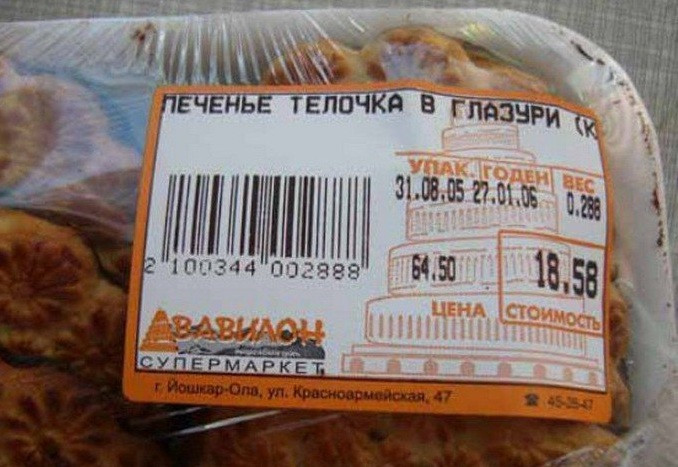 ПЕЧЕНЬЕ ТЕЛОЧКА В ГЛАЗУРИ (К
УПАК. ГОДЕН ВЕС
31.08.05 27.01.06 0.288
2 100344 002888
64.50 18.58
ЦЕНА СТОИМОСТЬ
ВАВИЛОН
СУПЕРМАРКЕТ
г. Йошкар-Ола, ул. Красноармейская, 47
☎ 45-25-47